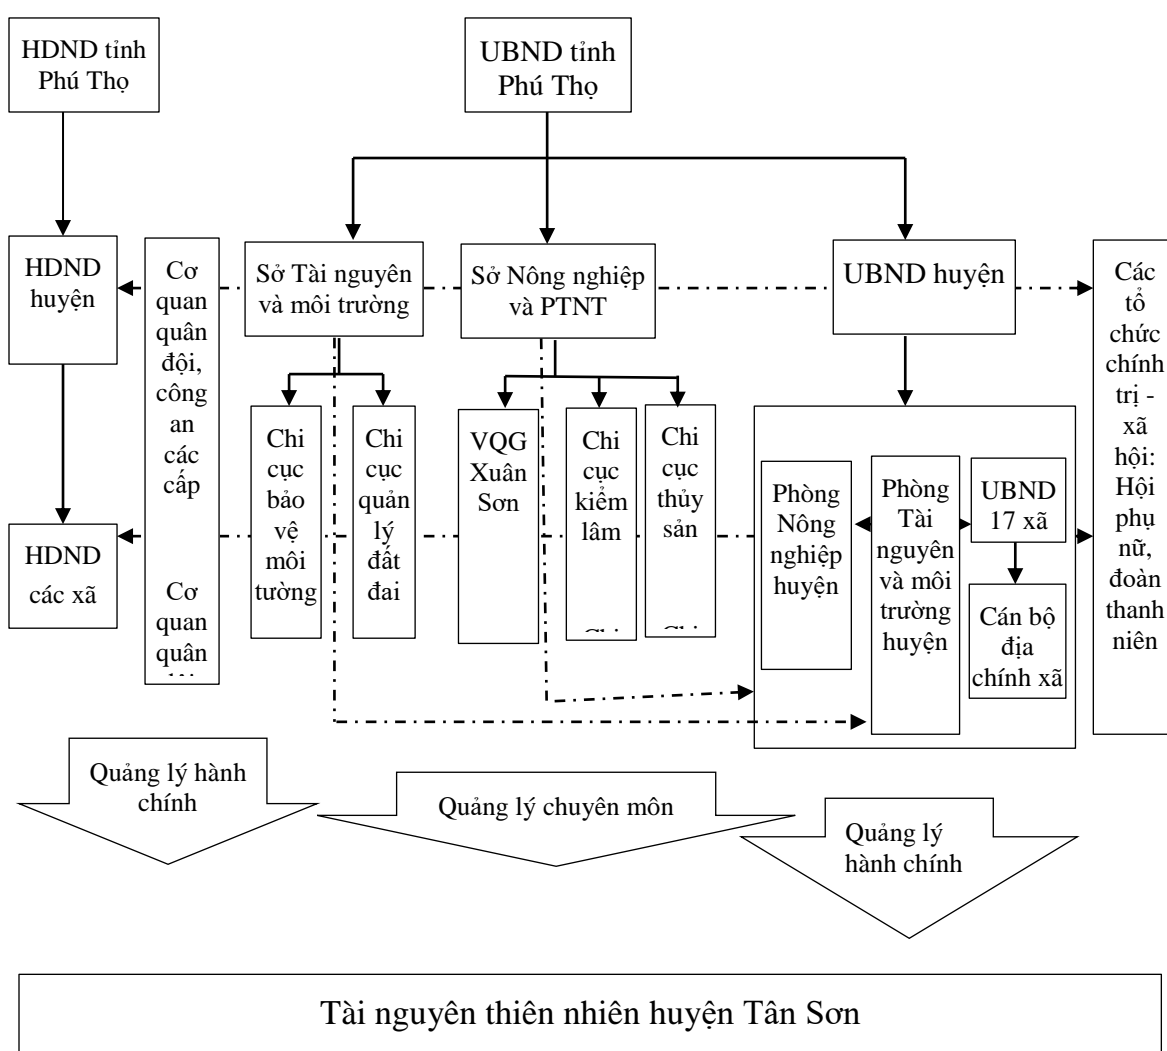 HDND tỉnh
Phú Thọ
UBND tỉnh
Phú Thọ
HDND
huyện
Cơ
quan
quân
đội,
công
an
các
cấp
Cơ
quan
quân
Sở Tài nguyên
và môi trường
Sở Nông nghiệp
và PTNT
UBND huyện
Các
tổ
chức
chính
trị -
xã
hội:
Hội
phụ
nữ,
đoàn
thanh
niên
HDND
các xã
Chi
cục
bảo
vệ
môi
tường
Chi
cục
quản
lý
đất
đai
VQG
Xuân
Sơn
Chi
cục
kiểm
lâm
Chi
cục
thủy
sản
Phòng
Nông
nghiệp
huyện
Phòng
Tài
nguyên
và môi
trường
huyện
UBND
17 xã
Cán bộ
địa
chính xã
Quảng lý hành
chính
Quảng lý chuyên môn
Quảng lý
hành chính
Tài nguyên thiên nhiên huyện Tân Sơn